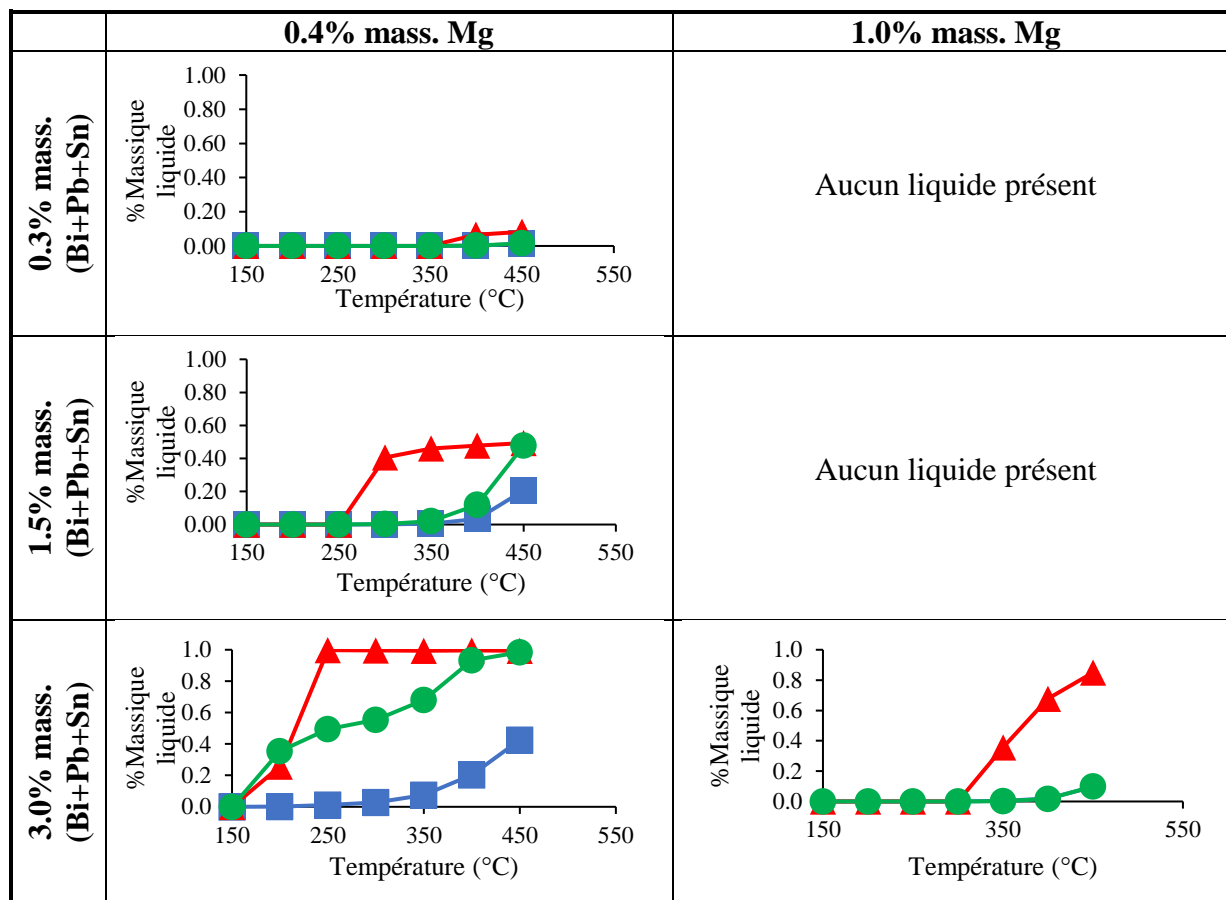 0.4% mass. Mg
1.0% mass. Mg
0.3% mass.
(Bi+Pb+Sn)
%Massique
liquide
1.00
0.80
0.60
0.40
0.20
0.00
150 250 350 450 550
Température (°C)
Aucun liquide présent
1.5% mass.
(Bi+Pb+Sn)
%Massique
liquide
1.00
0.80
0.60
0.40
0.20
0.00
150 250 350 450 550
Température (°C)
Aucun liquide présent
3.0% mass.
(Bi+Pb+Sn)
%Massique
liquide
1.0
0.8
0.6
0.4
0.2
0.0
150 250 350 450 550
Température (°C)
%Massique
liquide
1.0
0.8
0.6
0.4
0.2
0.0
150 350 550
Température (°C)